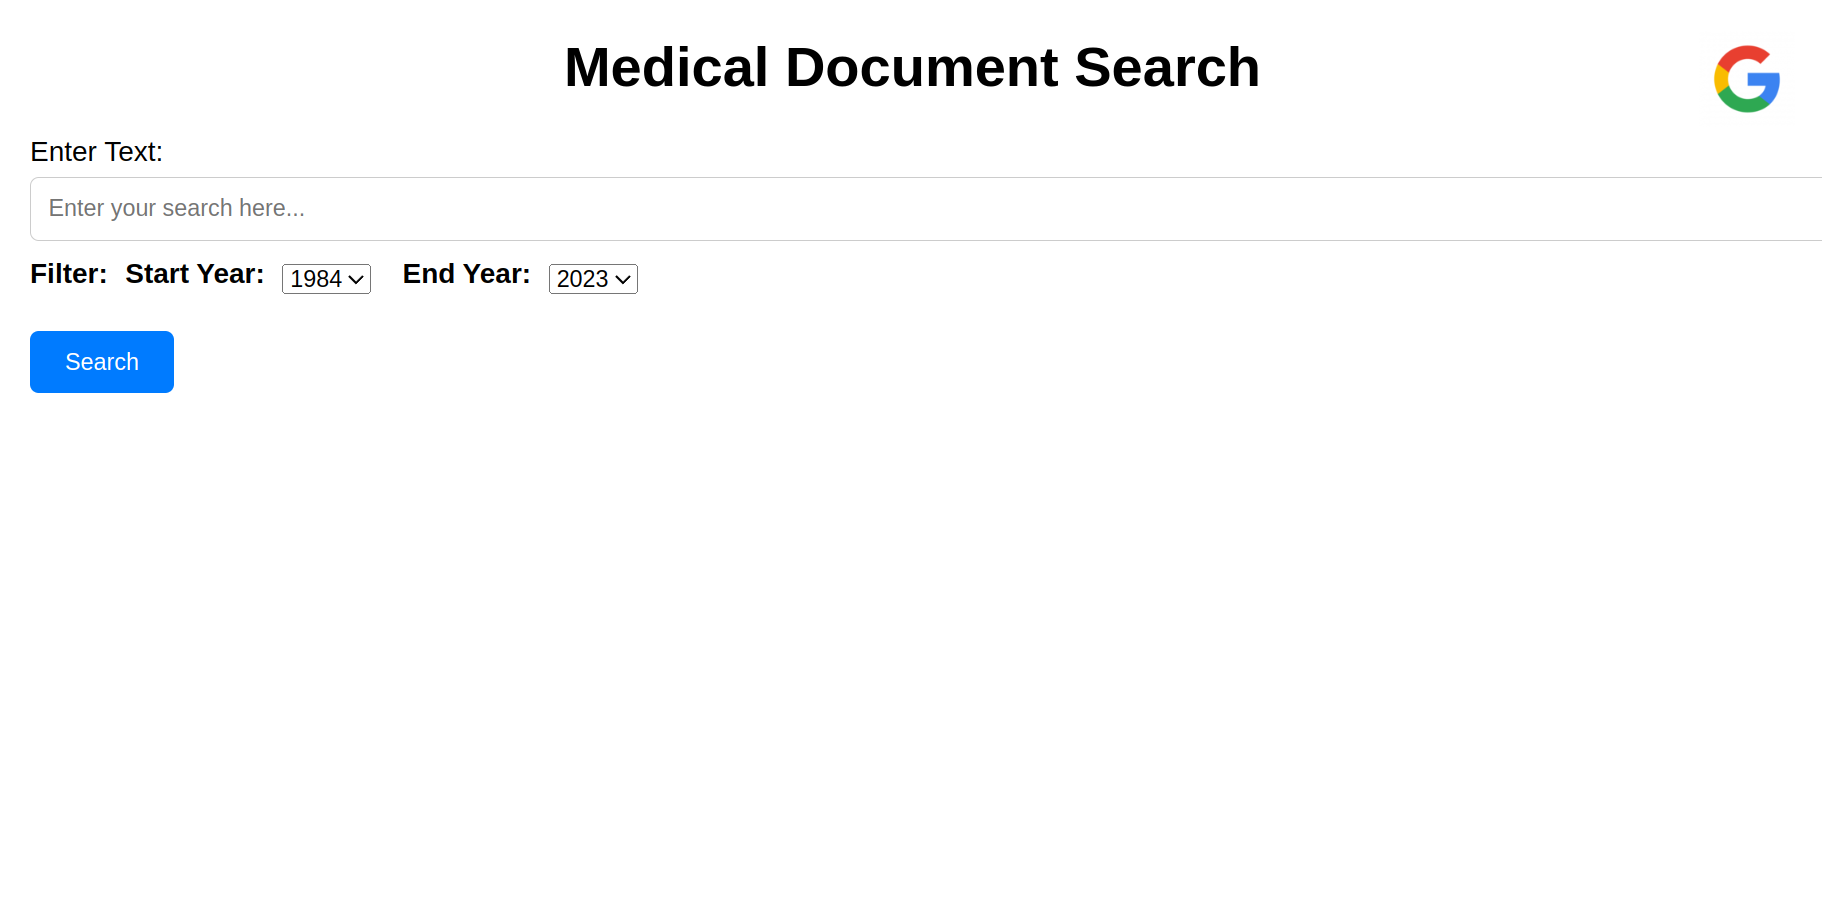 Medical Document Search
Enter Text:
Enter your search here...
Filter: Start Year: 1984 End Year: 2023
Search